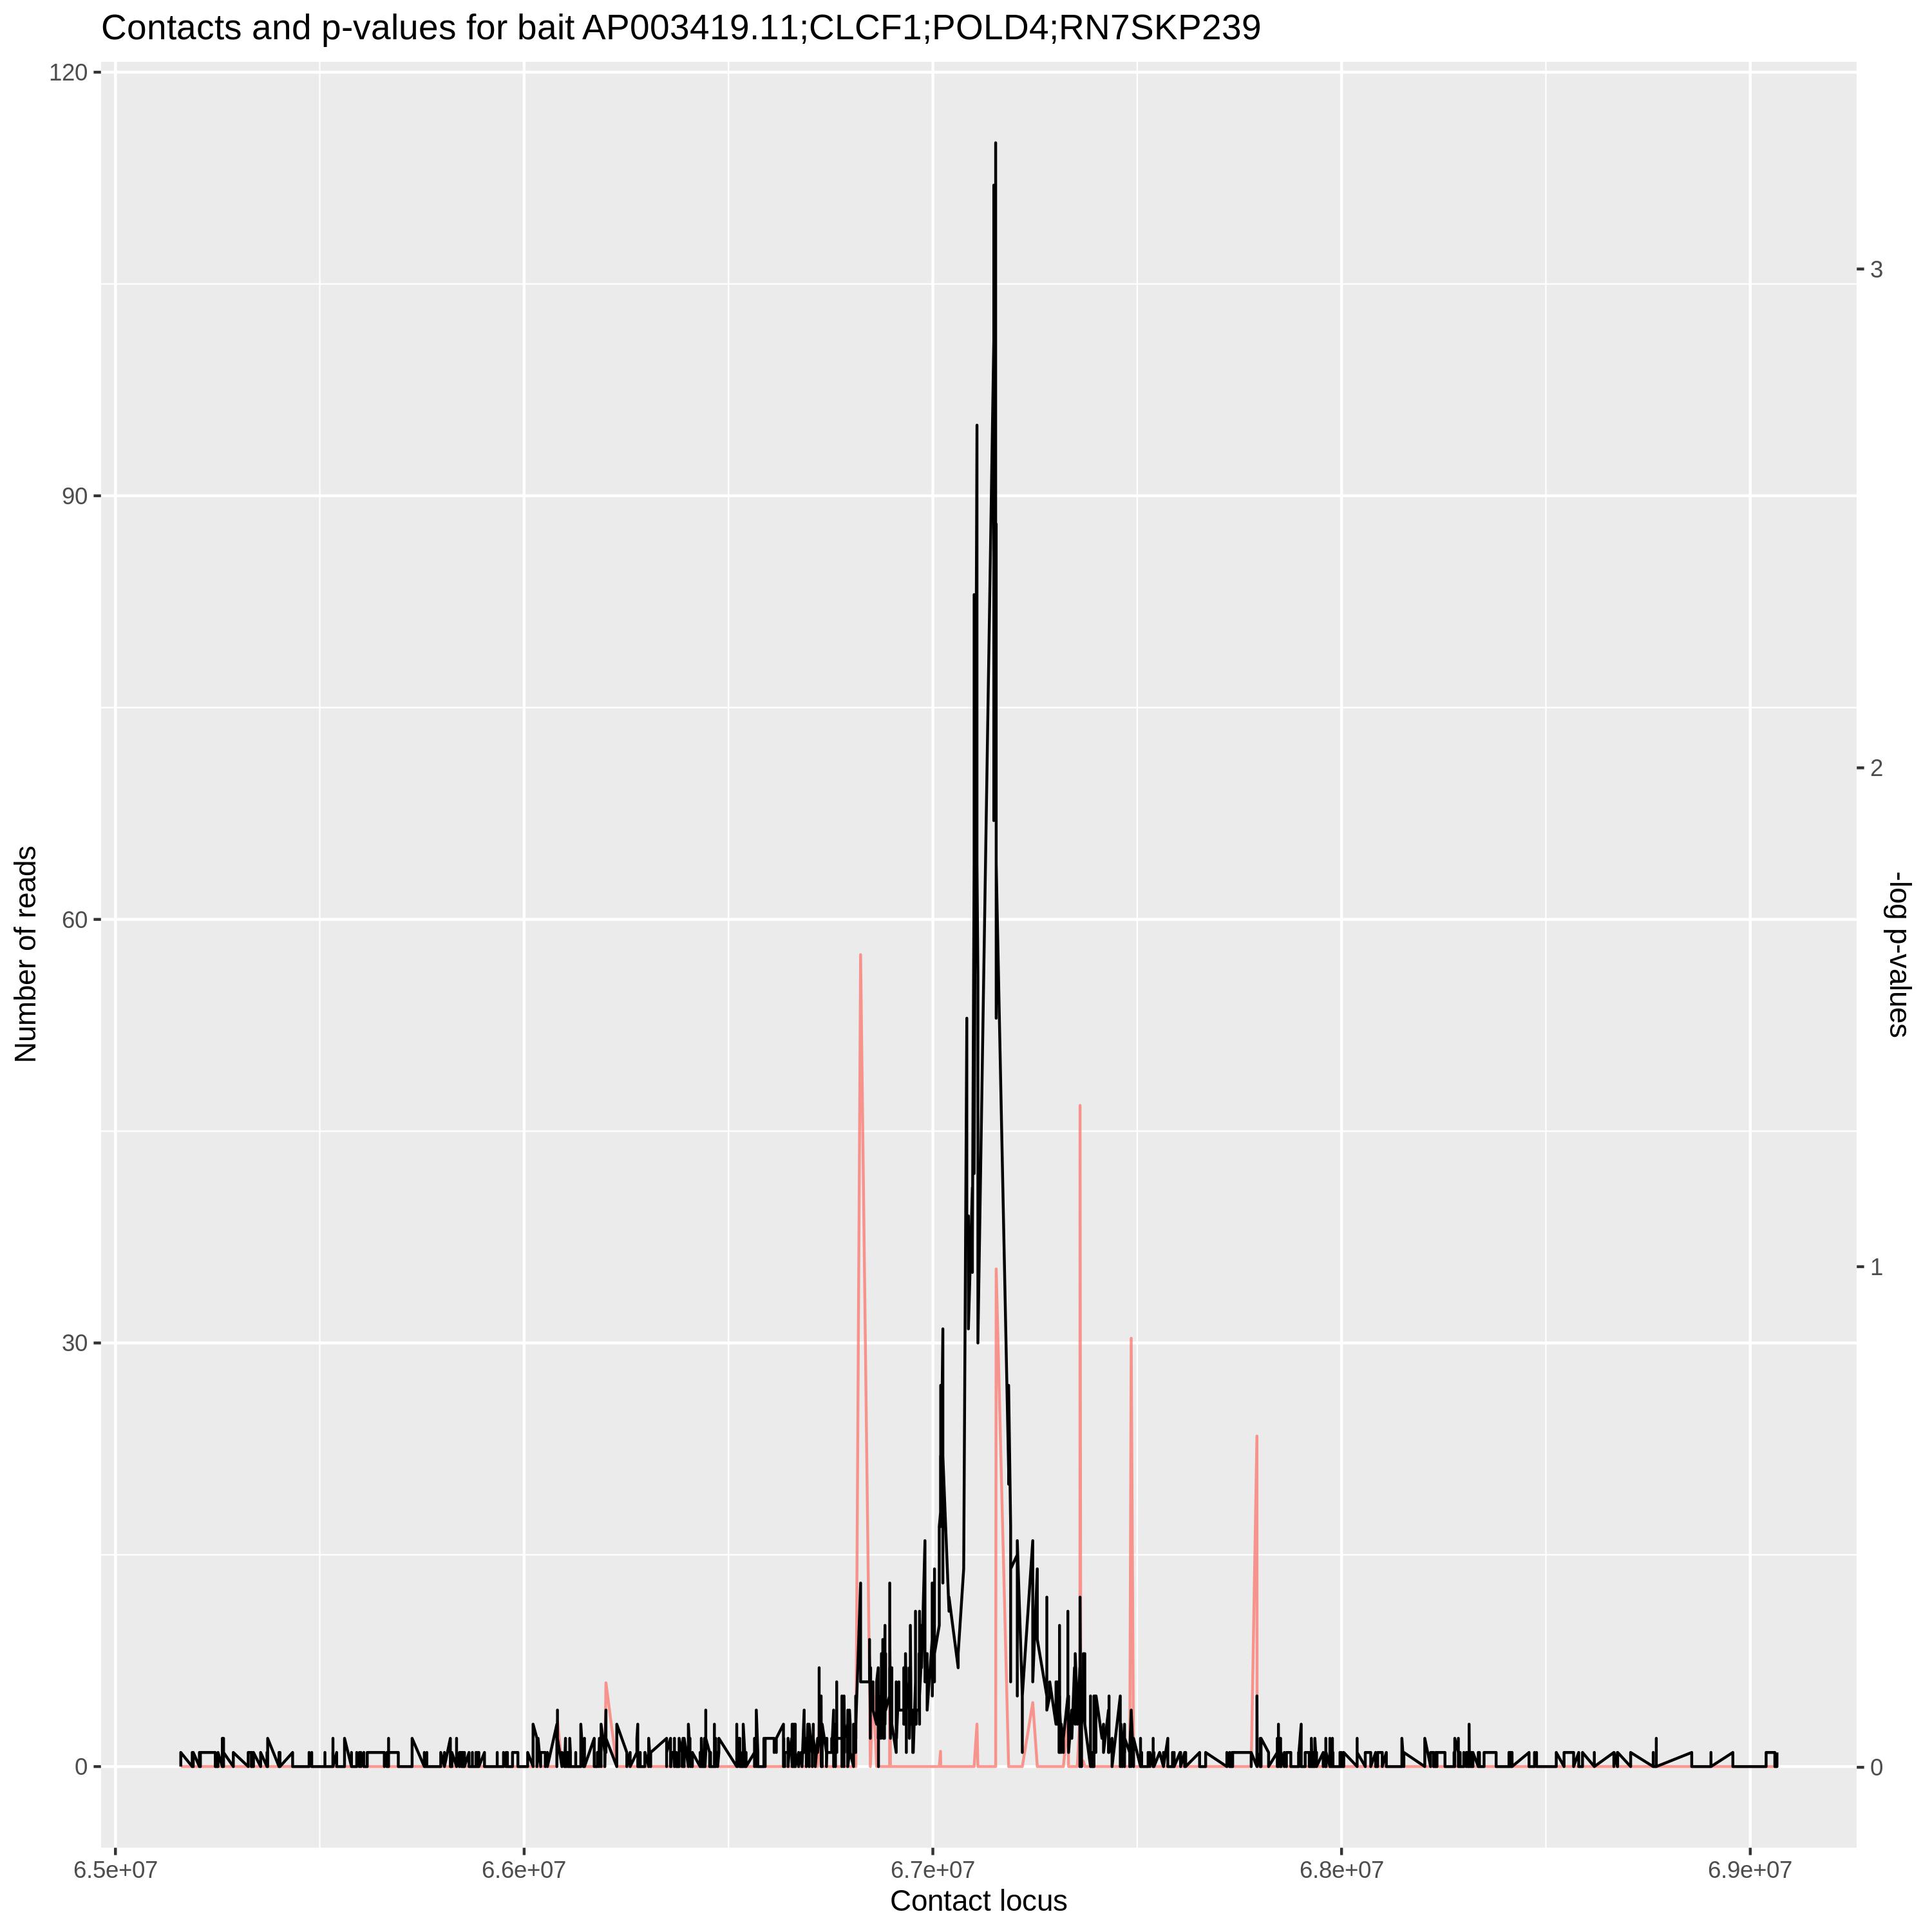 Contacts and p-values for bait AP003419.11;CLCF1;POLD4;RN7SKP239
120
90
60
30
0
Number of reads
3
2
1
0
-log p-values
6.5e+07
6.6e+07
6.7e+07
6.8e+07
6.9e+07
Contact locus